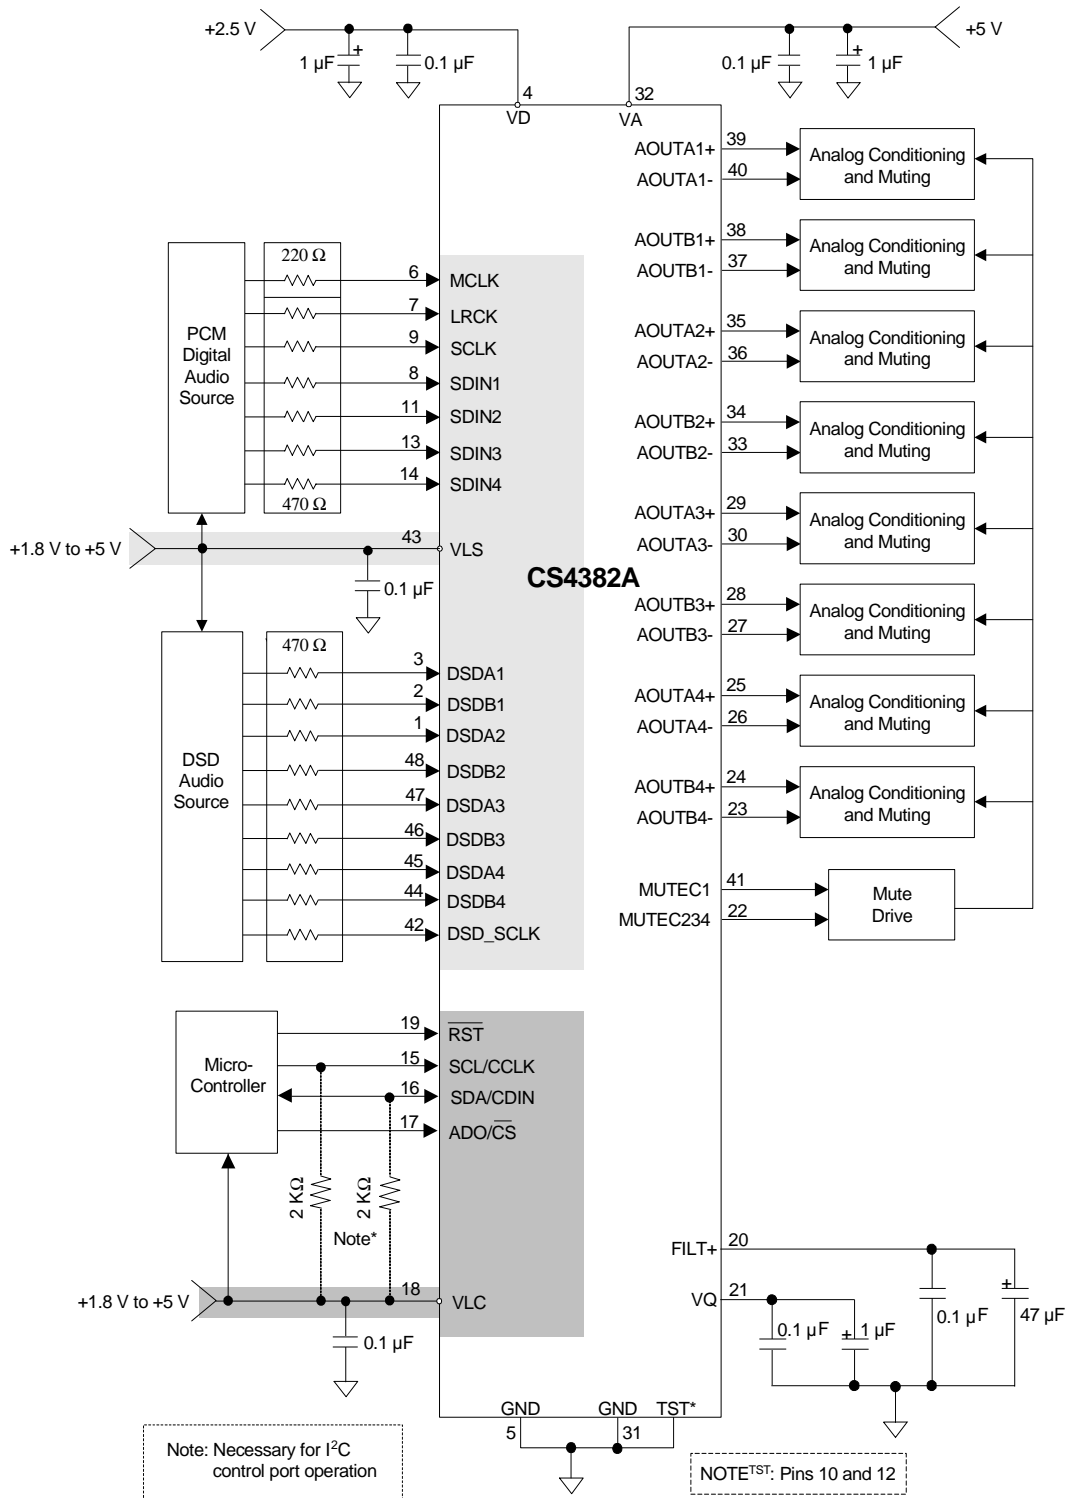 +2.5 V
+5 V
1 µF
+
0.1 µF
0.1 µF
+
1 µF
4
32
VD
VA
AOUTA1+
39
AOUTA1-
40
Analog Conditioning
and Muting
AOUTB1+
38
AOUTB1-
37
Analog Conditioning
and Muting
AOUTA2+
35
AOUTA2-
36
Analog Conditioning
and Muting
AOUTB2+
34
AOUTB2-
33
Analog Conditioning
and Muting
AOUTA3+
29
AOUTA3-
30
Analog Conditioning
and Muting
AOUTB3+
28
AOUTB3-
27
Analog Conditioning
and Muting
AOUTA4+
25
AOUTA4-
26
Analog Conditioning
and Muting
AOUTB4+
24
AOUTB4-
23
Analog Conditioning
and Muting
MUTEC1
41
MUTEC234
22
Mute
Drive
PCM
Digital
Audio
Source
220 Ω
6
MCLK
7
LRCK
9
SCLK
8
SDIN1
11
SDIN2
13
SDIN3
14
SDIN4
470 Ω
+1.8 V to +5 V
43
VLS
0.1 µF
CS4382A
DSD
Audio
Source
470 Ω
3
DSDA1
2
DSDB1
1
DSDA2
48
DSDB2
47
DSDA3
46
DSDB3
45
DSDA4
44
DSDB4
42
DSD_SCLK
Micro-
Controller
19
RST
15
SCL/CCLK
16
SDA/CDIN
17
ADO/CS
2 KΩ
2 KΩ
Note*
+1.8 V to +5 V
18
VLC
0.1 µF
FILT+
20
VQ
21
0.1 µF
+
1 µF
0.1 µF
+
47 µF
GND
5
GND
31
TST*
Note: Necessary for I²C
control port operation
NOTE^TST: Pins 10 and 12